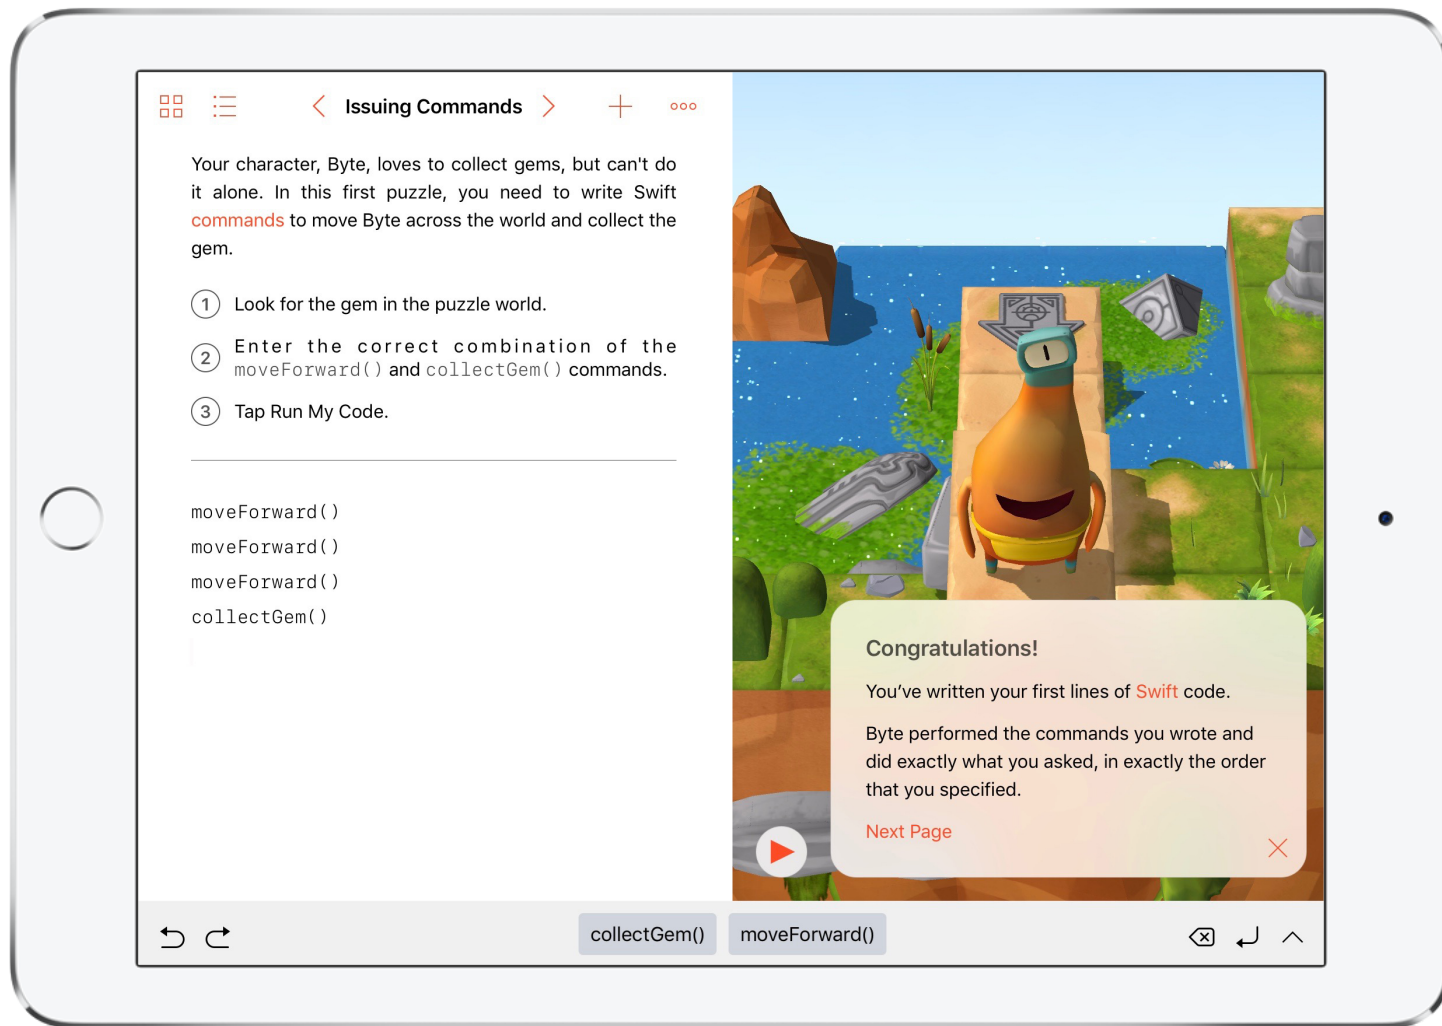 Issuing Commands
Your character, Byte, loves to collect gems, but can't do
it alone. In this first puzzle, you need to write Swift
commands to move Byte across the world and collect the
gem.
1 Look for the gem in the puzzle world.
2 Enter the correct combination of the
moveForward() and collectGem() commands.
3 Tap Run My Code.
moveForward()
moveForward()
moveForward()
collectGem()
Congratulations!
You’ve written your first lines of Swift code.
Byte performed the commands you wrote and
did exactly what you asked, in exactly the order
that you specified.
Next Page
collectGem() moveForward()